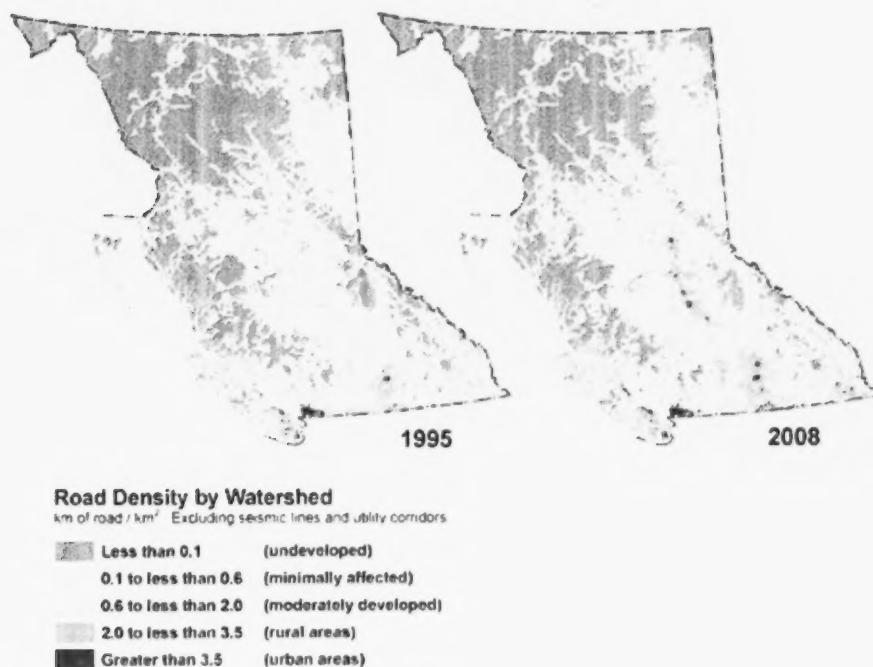 1995
2008
Road Density by Watershed
km of road / km² Excluding seismic lines and utility corridors
Less than 0.1 (undeveloped)
0.1 to less than 0.6 (minimally affected)
0.6 to less than 2.0 (moderately developed)
2.0 to less than 3.5 (rural areas)
Greater than 3.5 (urban areas)